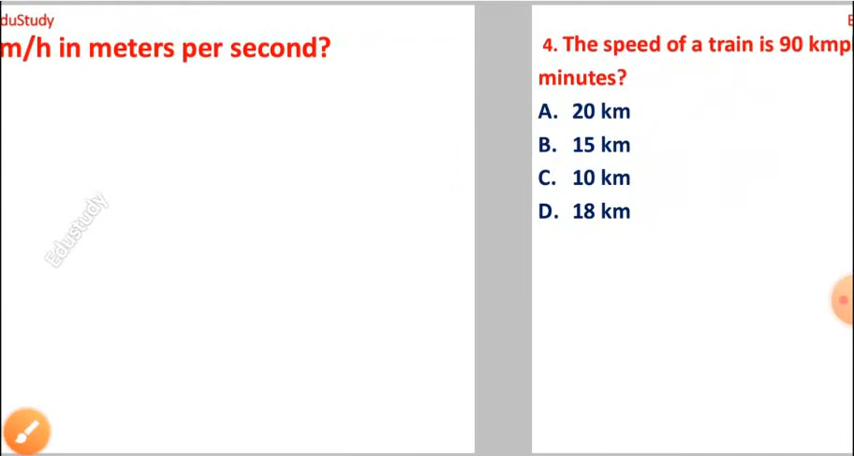 duStudy
m/h in meters per second?
Edustudy
4. The speed of a train is 90 kmp
minutes?
A. 20 km
B. 15 km
C. 10 km
D. 18 km